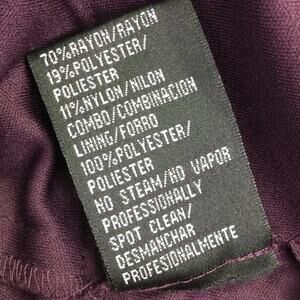 70%RAYON/RAYON
19%POLYESTER/
POLIESTER
11%NYLON/NILON
COMBO/COMBINACION
LINING/FORRO
100%POLYESTER/
POLIESTER
NO STEAM/NO VAPOR
PROFESSIONALLY
SPOT CLEAN/
DESMANCHAR
PROFESIONALMENTE